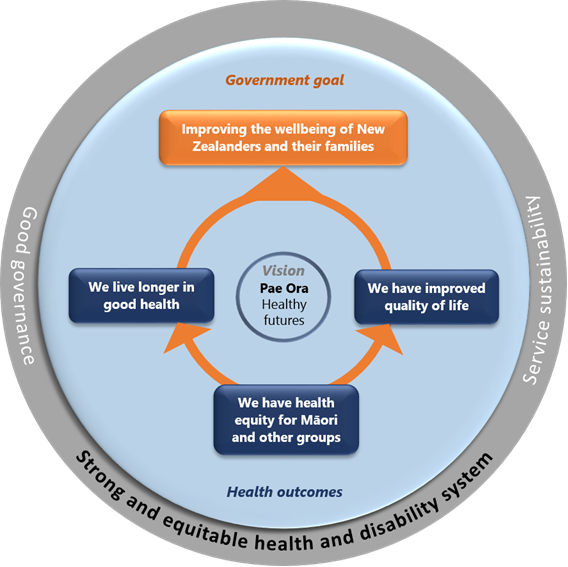 Government goal
Improving the wellbeing of New
Zealanders and their families
Good governance
Service sustainability
We live longer in
good health
Vision
Pae Ora
Healthy
futures
We have improved
quality of life
We have health
equity for Māori
and other groups
Health outcomes
Strong and equitable health and disability system